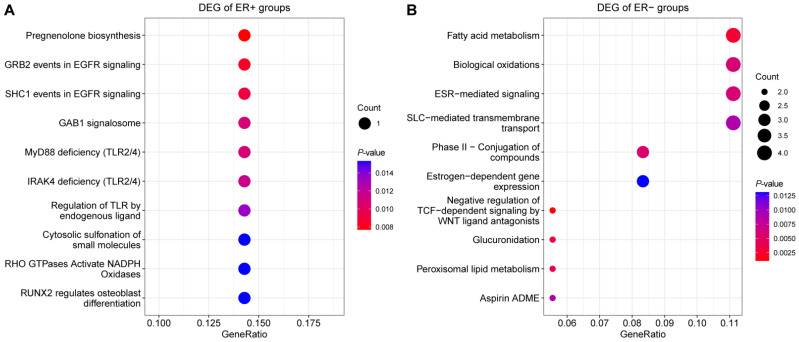 A
DEG of ER+ groups
Pregnenolone biosynthesis
GRB2 events in EGFR signaling
SHC1 events in EGFR signaling
GAB1 signalosome
MyD88 deficiency (TLR2/4)
IRAK4 deficiency (TLR2/4)
Regulation of TLR by
endogenous ligand
Cytosolic sulfonation of
small molecules
RHO GTPases Activate NADPH
Oxidases
RUNX2 regulates osteoblast
differentiation
0.100
0.125
0.150
0.175
GeneRatio
Count
1
P-value
0.014
0.012
0.010
0.008
B
DEG of ER− groups
Fatty acid metabolism
Biological oxidations
ESR−mediated signaling
SLC−mediated transmembrane
transport
Phase II − Conjugation of
compounds
Estrogen−dependent gene
expression
Negative regulation of
TCF−dependent signaling by
WNT ligand antagonists
Glucuronidation
Peroxisomal lipid metabolism
Aspirin ADME
0.06
0.07
0.08
0.09
0.10
0.11
GeneRatio
Count
2.0
2.5
3.0
3.5
4.0
P-value
0.0125
0.0100
0.0075
0.0050
0.0025